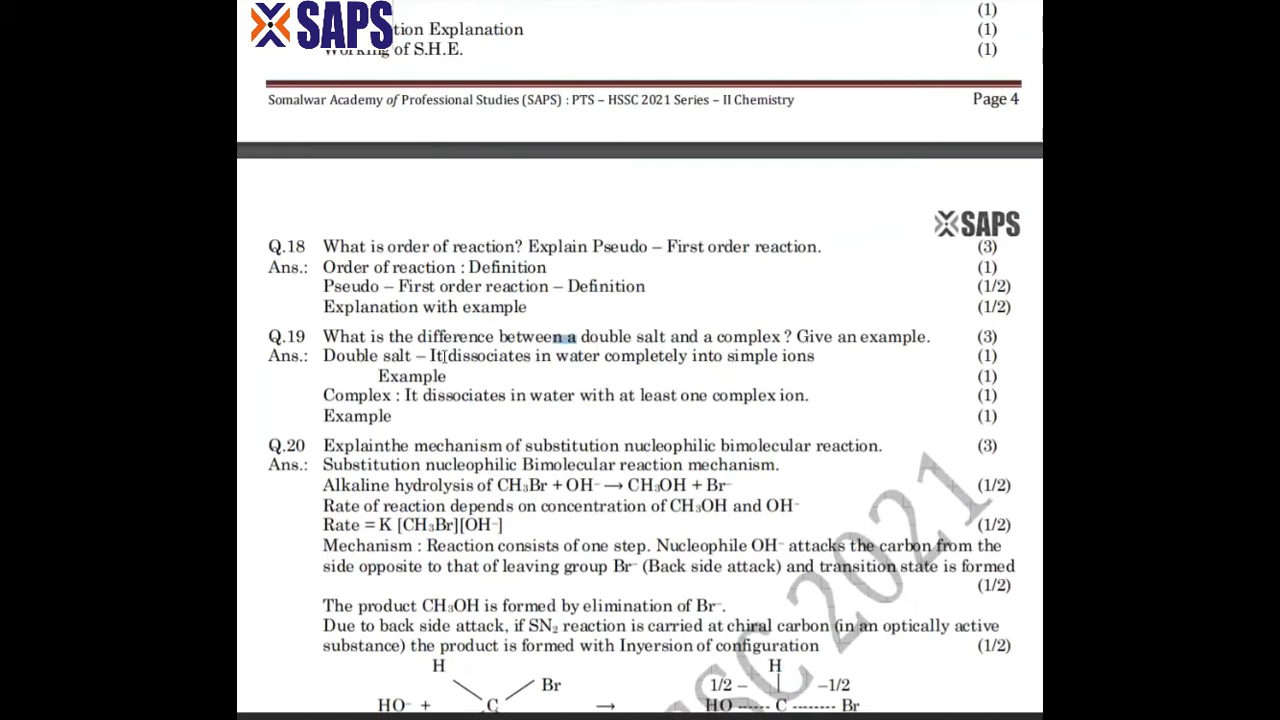 SAPS
(1)
tion Explanation (1)
Working of S.H.E. (1)
Somalwar Academy of Professional Studies (SAPS) : PTS – HSSC 2021 Series – II Chemistry Page 4
SAPS
Q.18 What is order of reaction? Explain Pseudo – First order reaction. (3)
Ans.: Order of reaction : Definition (1)
Pseudo – First order reaction – Definition (1/2)
Explanation with example (1/2)
Q.19 What is the difference between a double salt and a complex ? Give an example. (3)
Ans.: Double salt – It dissociates in water completely into simple ions (1)
Example (1)
Complex : It dissociates in water with at least one complex ion. (1)
Example (1)
Q.20 Explainthe mechanism of substitution nucleophilic bimolecular reaction. (3)
Ans.: Substitution nucleophilic Bimolecular reaction mechanism.
Alkaline hydrolysis of CH₃Br + OH⁻ → CH₃OH + Br⁻ (1/2)
Rate of reaction depends on concentration of CH₃OH and OH⁻
Rate = K [CH₃Br][OH⁻] (1/2)
Mechanism : Reaction consists of one step. Nucleophile OH⁻ attacks the carbon from the
side opposite to that of leaving group Br⁻ (Back side attack) and transition state is formed
(1/2)
The product CH₃OH is formed by elimination of Br⁻.
Due to back side attack, if SN₂ reaction is carried at chiral carbon (in an optically active
substance) the product is formed with Inyersion of configuration (1/2)
H H
Br 1/2 – –1/2
HO⁻ + C → HO ------ C -------- Br
SSC 2021